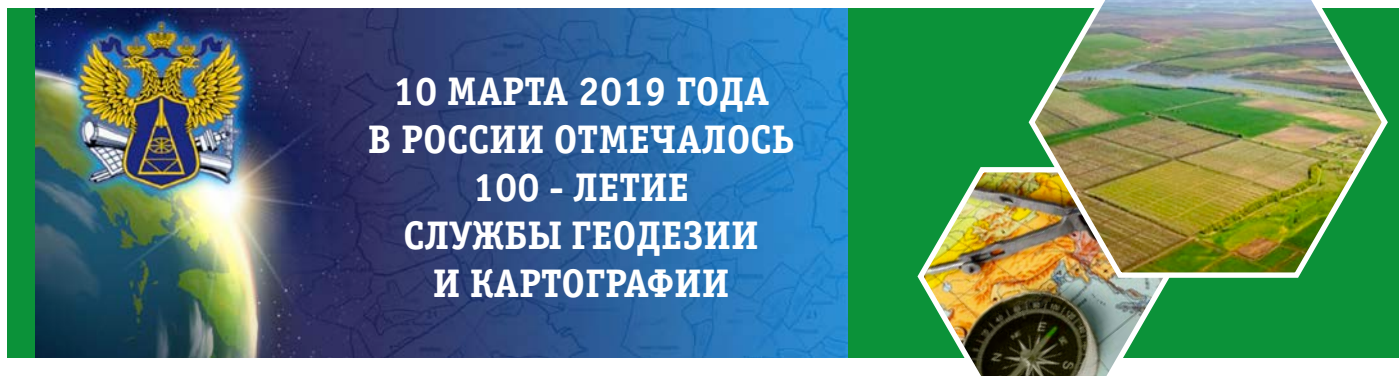 10 МАРТА 2019 ГОДА
В РОССИИ ОТМЕЧАЛОСЬ
100 - ЛЕТИЕ
СЛУЖБЫ ГЕОДЕЗИИ
И КАРТОГРАФИИ
N
E
S